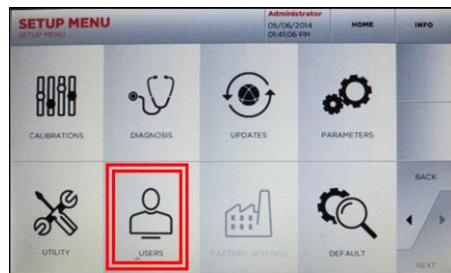 SETUP MENU
SETUP MENU
Administrator
05/06/2014
01:41:06 PM
HOME
INFO
CALIBRATIONS
DIAGNOSIS
UPDATES
PARAMETERS
BACK
UTILITY
USERS
FACTORY SETTINGS
DEFAULT
NEXT